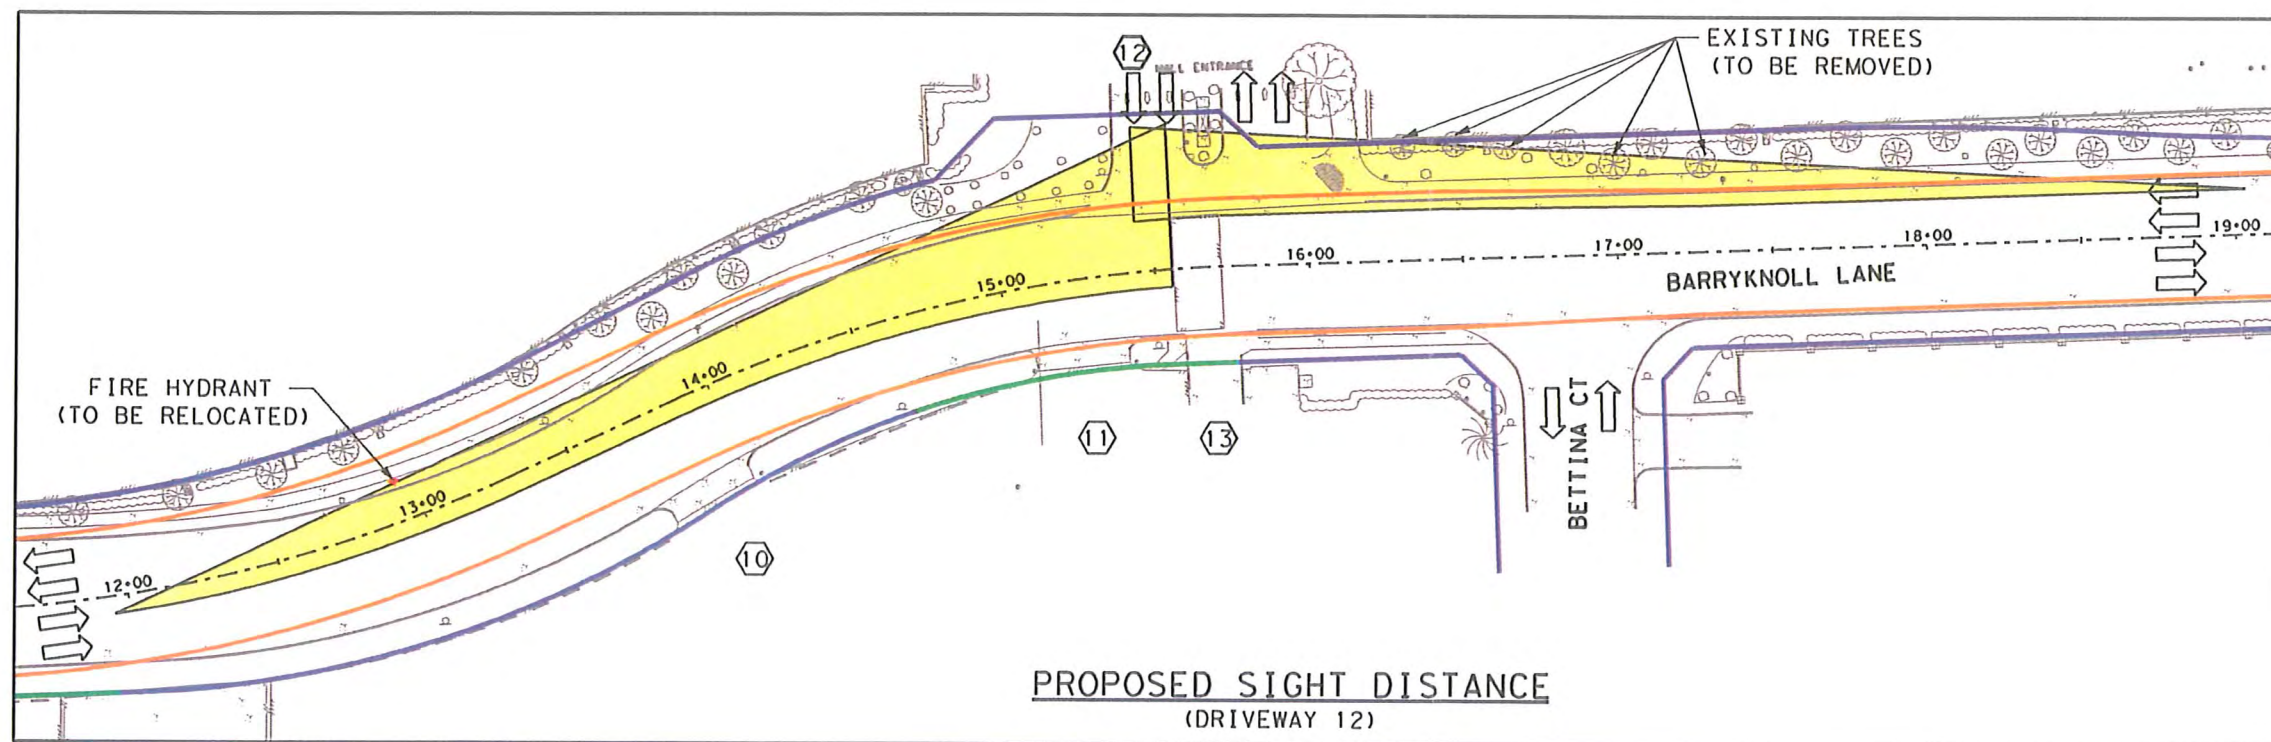 EXISTING TREES
(TO BE REMOVED)
12
MALL ENTRANCE
19+00
18+00
17+00
16+00
BARRYKNOLL LANE
15+00
14+00
FIRE HYDRANT
(TO BE RELOCATED)
13+00
12+00
11
13
10
BETTINA CT
PROPOSED SIGHT DISTANCE
(DRIVEWAY 12)